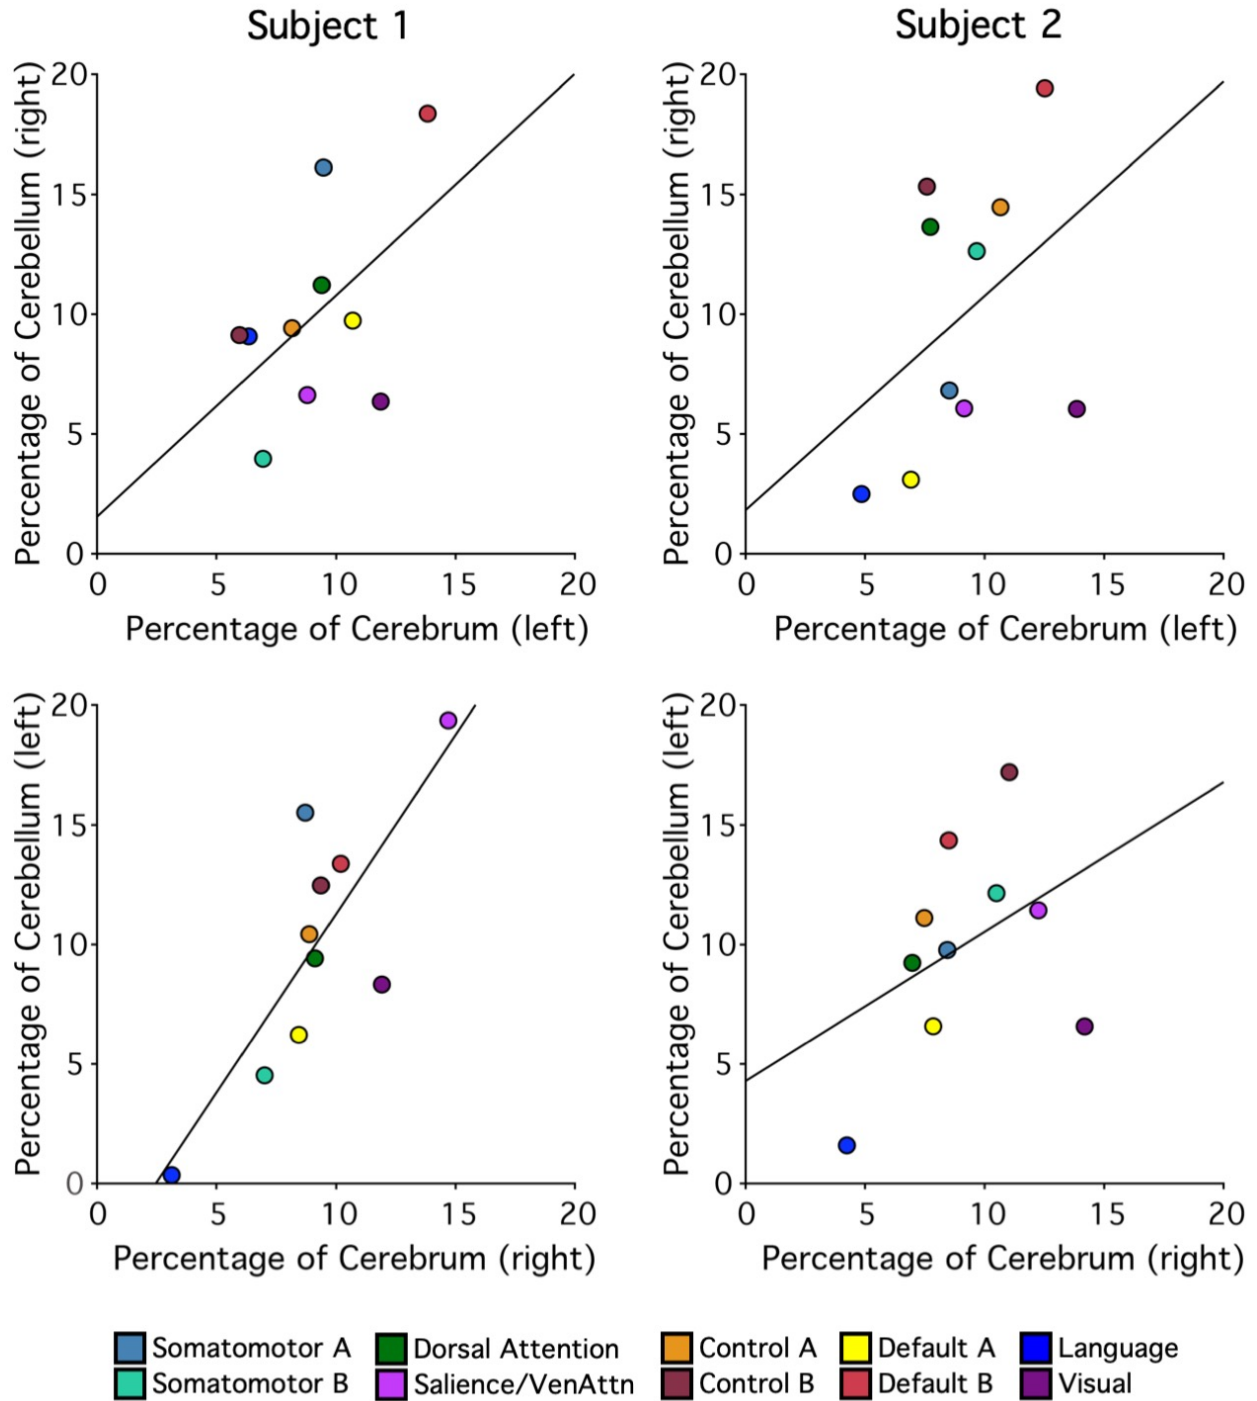 Subject 1
Subject 2
Percentage of Cerebellum (right)
20
15
10
5
0
0 5 10 15 20
Percentage of Cerebrum (left)
Percentage of Cerebellum (right)
20
15
10
5
0
0 5 10 15 20
Percentage of Cerebrum (left)
Percentage of Cerebellum (left)
20
15
10
5
0
0 5 10 15 20
Percentage of Cerebrum (right)
Percentage of Cerebellum (left)
20
15
10
5
0
0 5 10 15 20
Percentage of Cerebrum (right)
Somatomotor A Dorsal Attention Control A Default A Language
Somatomotor B Salience/VenAttn Control B Default B Visual